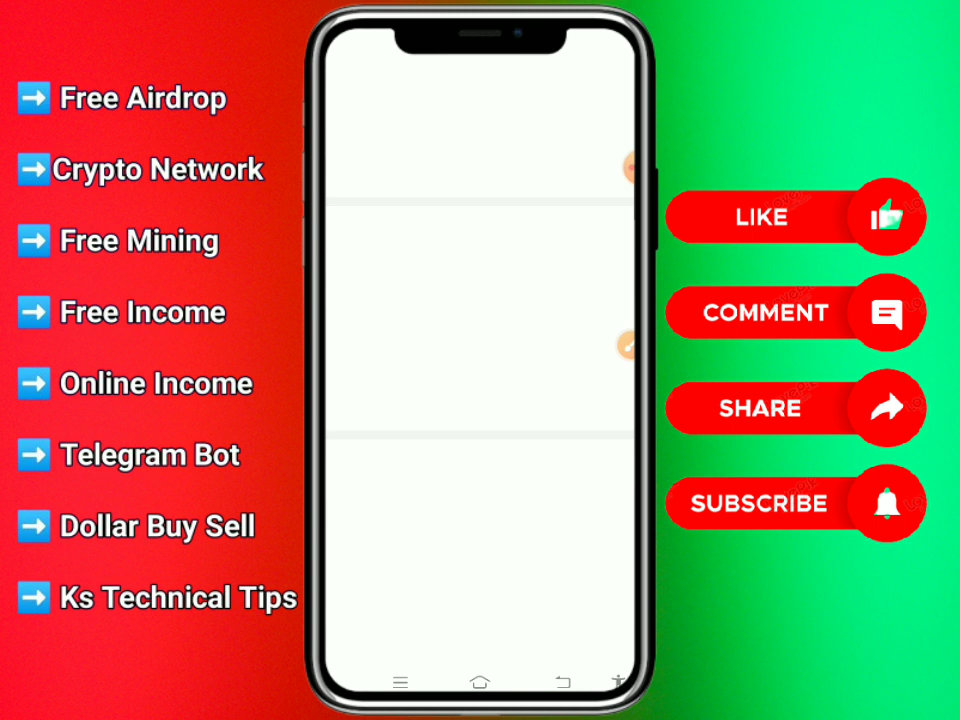 Free Airdrop
Crypto Network
Free Mining
Free Income
Online Income
Telegram Bot
Dollar Buy Sell
Ks Technical Tips
LIKE
COMMENT
SHARE
SUBSCRIBE